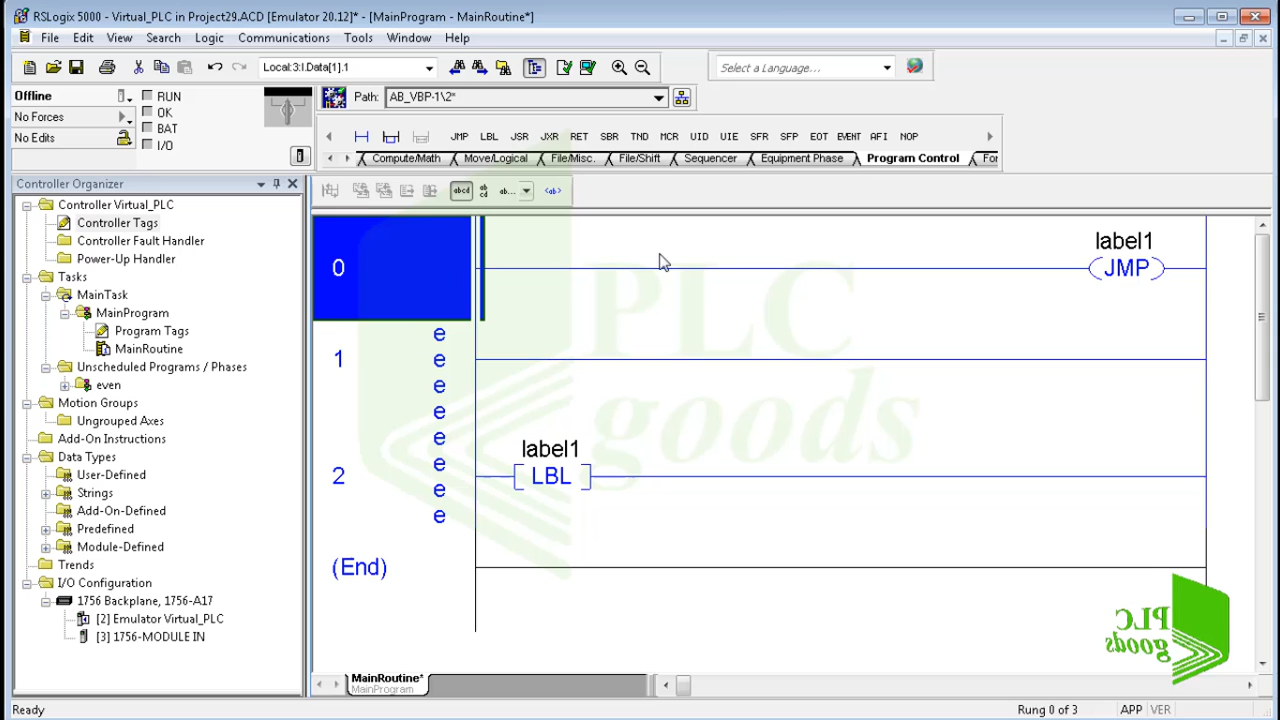 RSLogix 5000 - Virtual_PLC in Project29.ACD [Emulator 20.12]* - [MainProgram - MainRoutine*]
File Edit View Search Logic Communications Tools Window Help
Local:3:I.Data[1].1
Select a Language...
Offline
RUN
No Forces
OK
No Edits
BAT
I/O
Path: AB_VBP-1\2*
JMP LBL JSR JXR RET SBR TND MCR UID UIE SFR SFP EOT EVENT AFI NOP
Compute/Math Move/Logical File/Misc. File/Shift Sequencer Equipment Phase Program Control For
Controller Organizer
abcd
ab
cd
ab...
<ab>
Controller Virtual_PLC
Controller Tags
Controller Fault Handler
Power-Up Handler
Tasks
MainTask
MainProgram
Program Tags
MainRoutine
Unscheduled Programs / Phases
even
Motion Groups
Ungrouped Axes
Add-On Instructions
Data Types
User-Defined
Strings
Add-On-Defined
Predefined
Module-Defined
Trends
I/O Configuration
1756 Backplane, 1756-A17
[2] Emulator Virtual_PLC
[3] 1756-MODULE IN
label1
0
JMP
e
1 e
e
e
e
label1
e
2
LBL
e
e
(End)
PLC
goods
PLC
goods
MainRoutine*
MainProgram
Ready
Rung 0 of 3
APP
VER